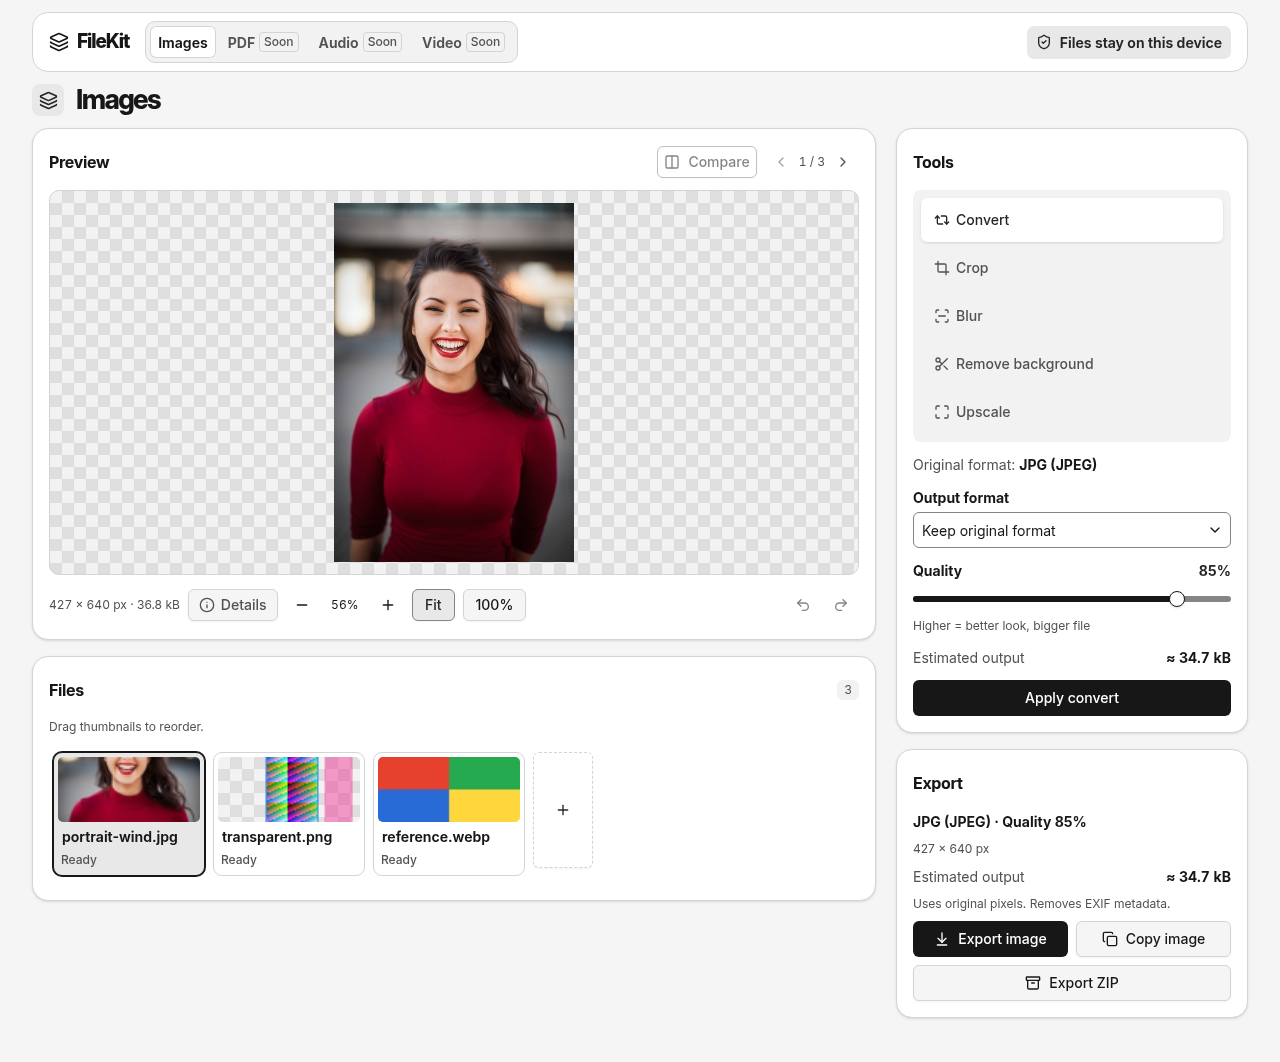 FileKit
Images
PDF Soon
Audio Soon
Video Soon
Files stay on this device
Images
Preview
Compare
1 / 3
427 × 640 px · 36.8 kB
Details
56%
Fit
100%
Files
3
Drag thumbnails to reorder.
portrait-wind.jpg
Ready
transparent.png
Ready
reference.webp
Ready
Tools
Convert
Crop
Blur
Remove background
Upscale
Original format: JPG (JPEG)
Output format
Keep original format
Quality 85%
Higher = better look, bigger file
Estimated output ≈ 34.7 kB
Apply convert
Export
JPG (JPEG) · Quality 85%
427 × 640 px
Estimated output ≈ 34.7 kB
Uses original pixels. Removes EXIF metadata.
Export image
Copy image
Export ZIP